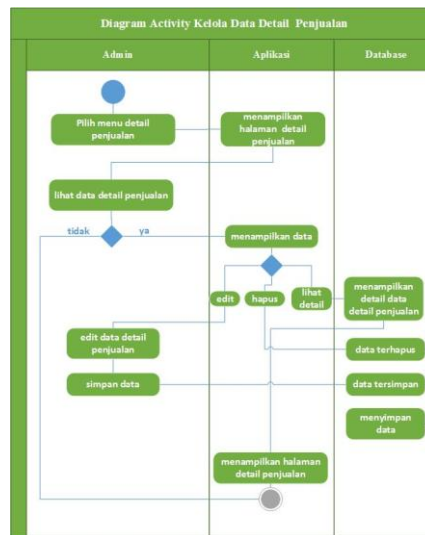 Diagram Activity Kelola Data Detail Penjualan
Admin
Aplikasi
Database
Pilih menu detail
penjualan
menampilkan
halaman detail
penjualan
lihat data detail penjualan
tidak
ya
menampilkan data
edit
hapus
lihat
detail
menampilkan
detail data
detail penjualan
edit data detail
penjualan
data terhapus
simpan data
data tersimpan
menyimpan
data
menampilkan halaman
detail penjualan